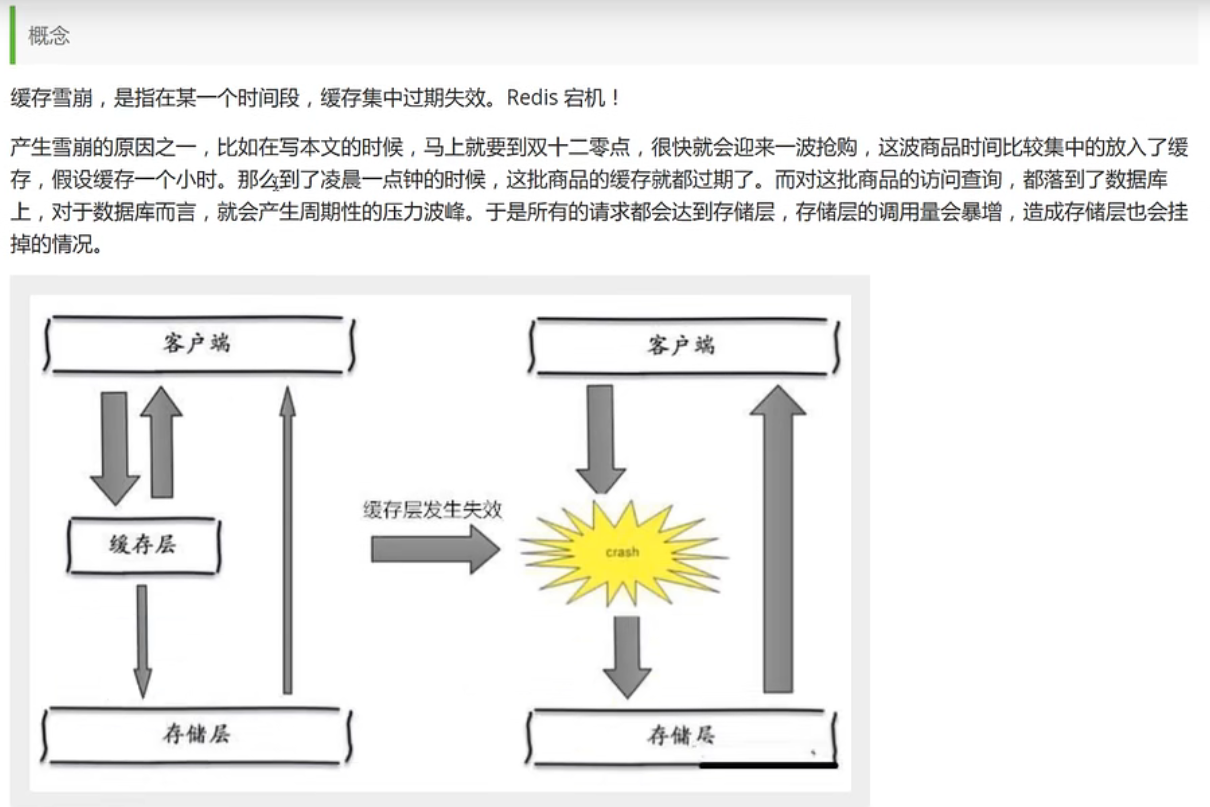 概念
缓存雪崩，是指在某一个时间段，缓存集中过期失效。Redis 宕机！
产生雪崩的原因之一，比如在写本文的时候，马上就要到双十二零点，很快就会迎来一波抢购，这波商品时间比较集中的放入了缓
存，假设缓存一个小时。那么到了凌晨一点钟的时候，这批商品的缓存就都过期了。而对这批商品的访问查询，都落到了数据库
上，对于数据库而言，就会产生周期性的压力波峰。于是所有的请求都会达到存储层，存储层的调用量会暴增，造成存储层也会挂
掉的情况。
客户端
客户端
缓存层发生失效
缓存层
crash
存储层
存储层